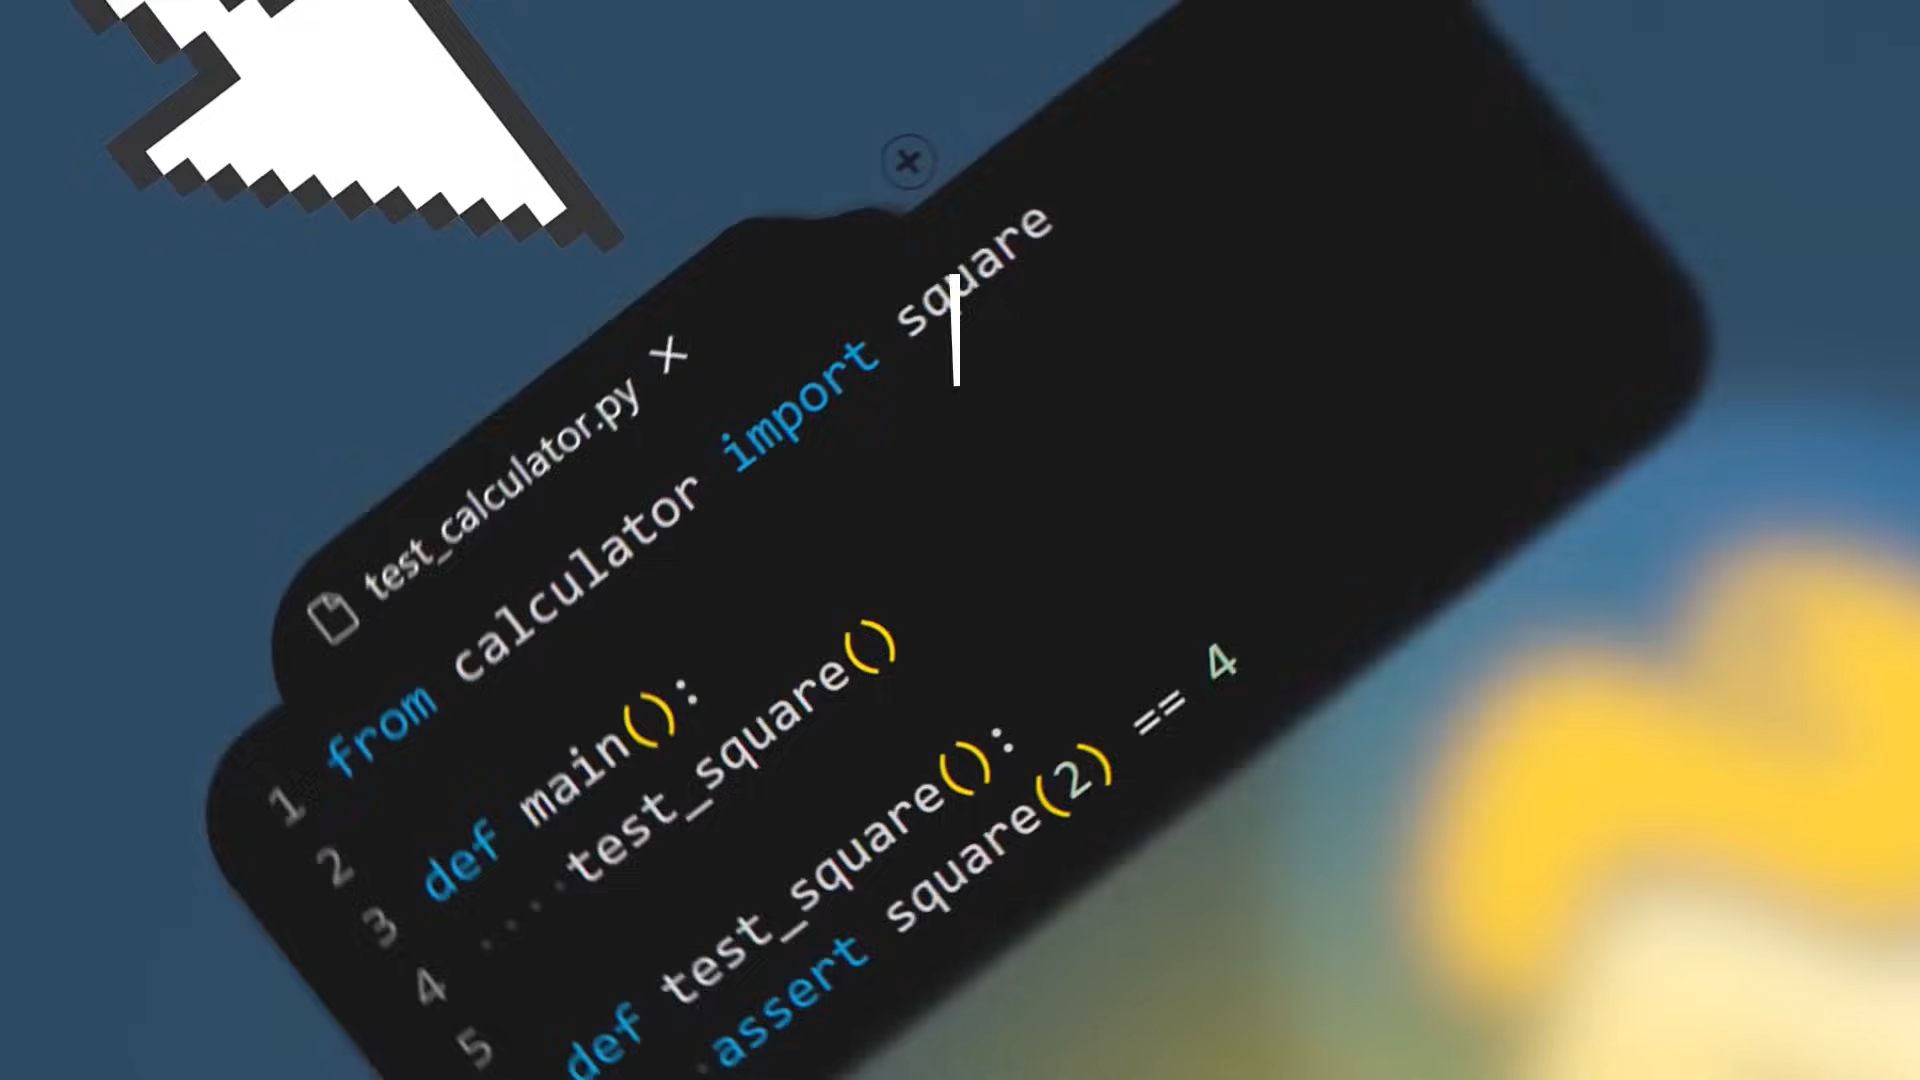 test_calculator.py ×
1 from calculator import square
2
3 def main():
4 ····test_square()
5
def test_square():
·assert square(2) == 4